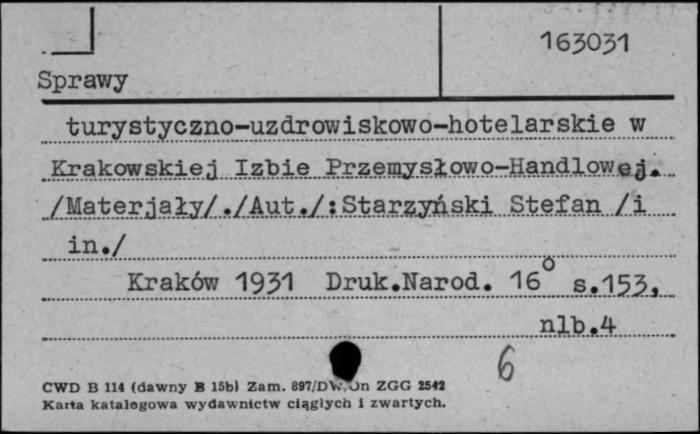 163031
Sprawy
turystyczno-uzdrowiskowo-hotelarskie w
Krakowskiej Izbie Przemysłowo-Handlowej.
/Materjały/./Aut./:Starzyński Stefan /i
in./
Kraków 1931 Druk.Narod. 16° s.153,
nlb.4
6
CWD B 114 (dawny B 15b) Zam. 897/DW. On ZGG 2542
Karta katalogowa wydawnictw ciągłych i zwartych.